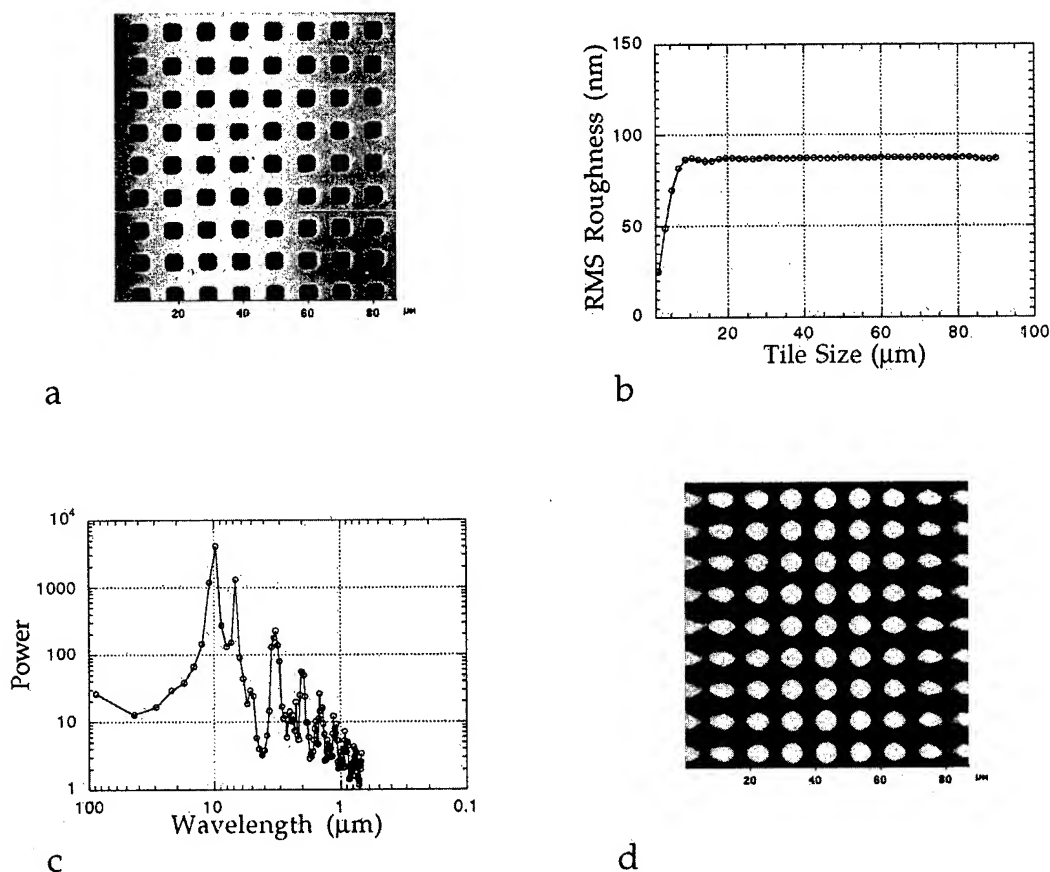 20 40 60 80 µm
a
150
100
50
0
RMS Roughness (nm)
20 40 60 80 100
Tile Size (µm)
b
10⁴
1000
100
10
1
Power
100 10 1 0.1
Wavelength (µm)
c
20 40 60 80 µm
d